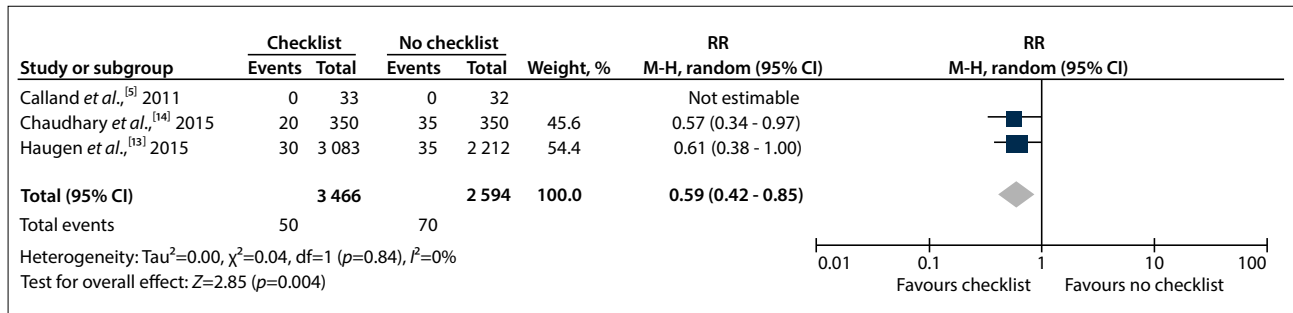 Checklist No checklist RR RR
Study or subgroup Events Total Events Total Weight, % M-H, random (95% CI) M-H, random (95% CI)
Calland et al.,[5] 2011 0 33 0 32 Not estimable
Chaudhary et al.,[14] 2015 20 350 35 350 45.6 0.57 (0.34 - 0.97)
Haugen et al.,[13] 2015 30 3 083 35 2 212 54.4 0.61 (0.38 - 1.00)
Total (95% CI) 3 466 2 594 100.0 0.59 (0.42 - 0.85)
Total events 50 70
Heterogeneity: Tau²=0.00, χ²=0.04, df=1 (p=0.84), I²=0%
Test for overall effect: Z=2.85 (p=0.004)
0.01 0.1 1 10 100
Favours checklist Favours no checklist